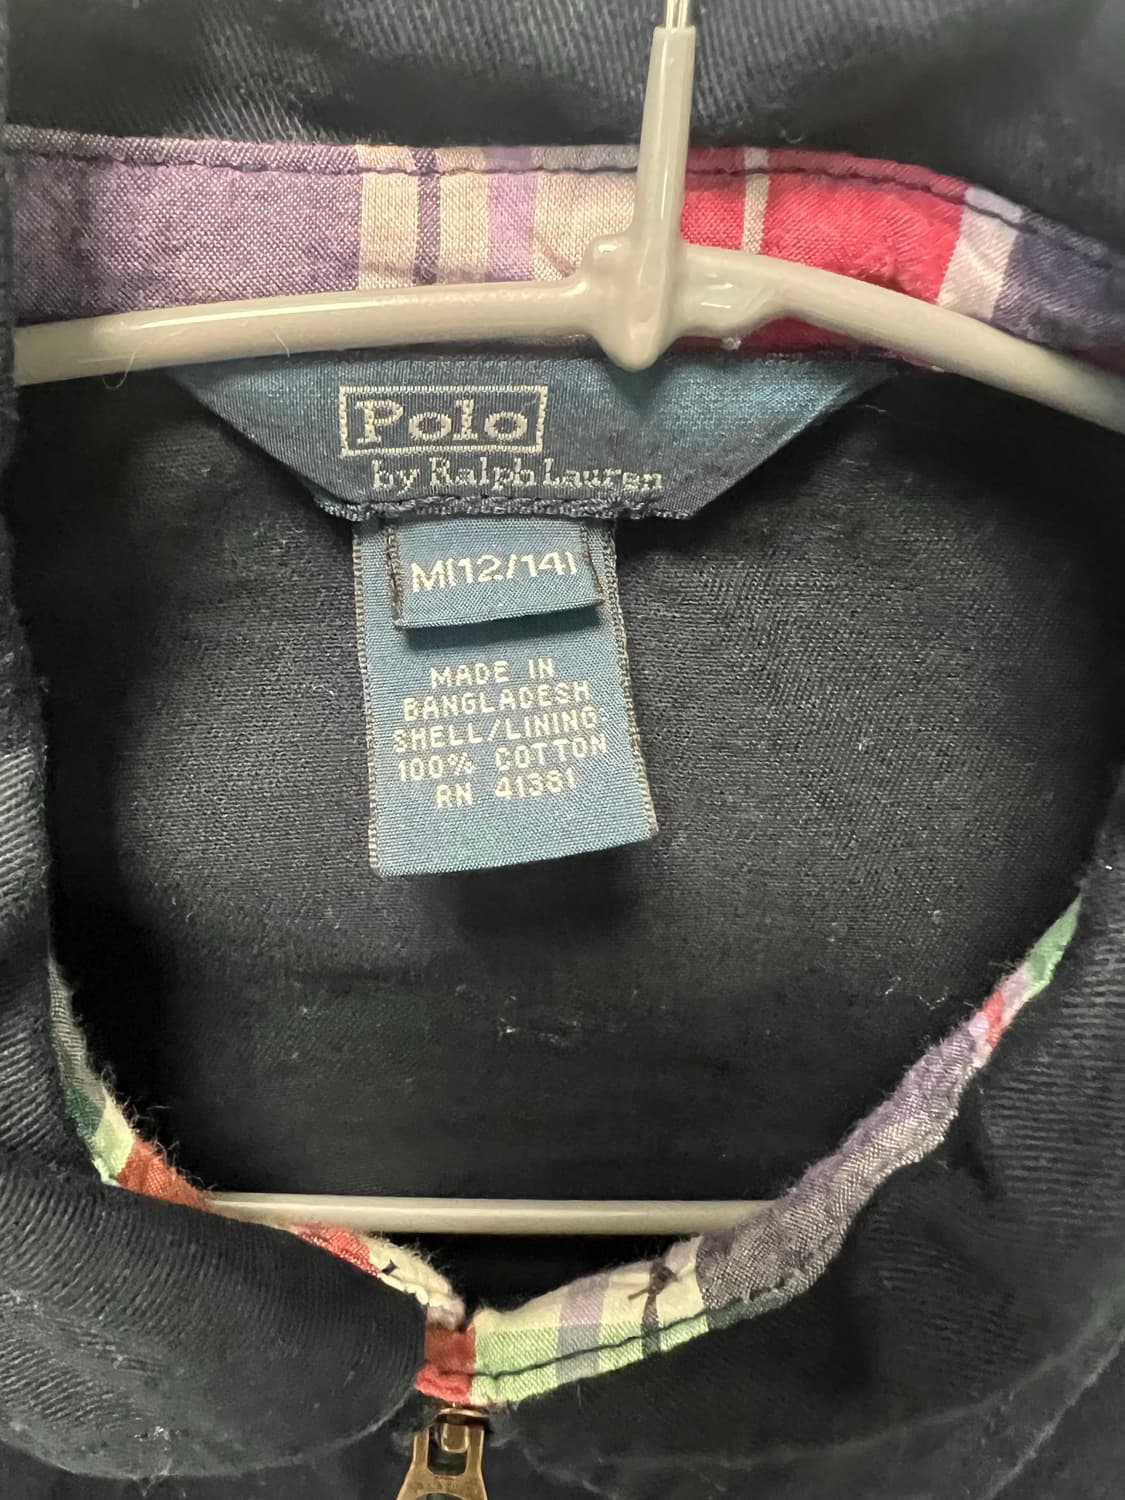 Polo
by Ralph Lauren
M(12/14)
MADE IN
BANGLADESH
SHELL/LINING
100% COTTON
RN 41381